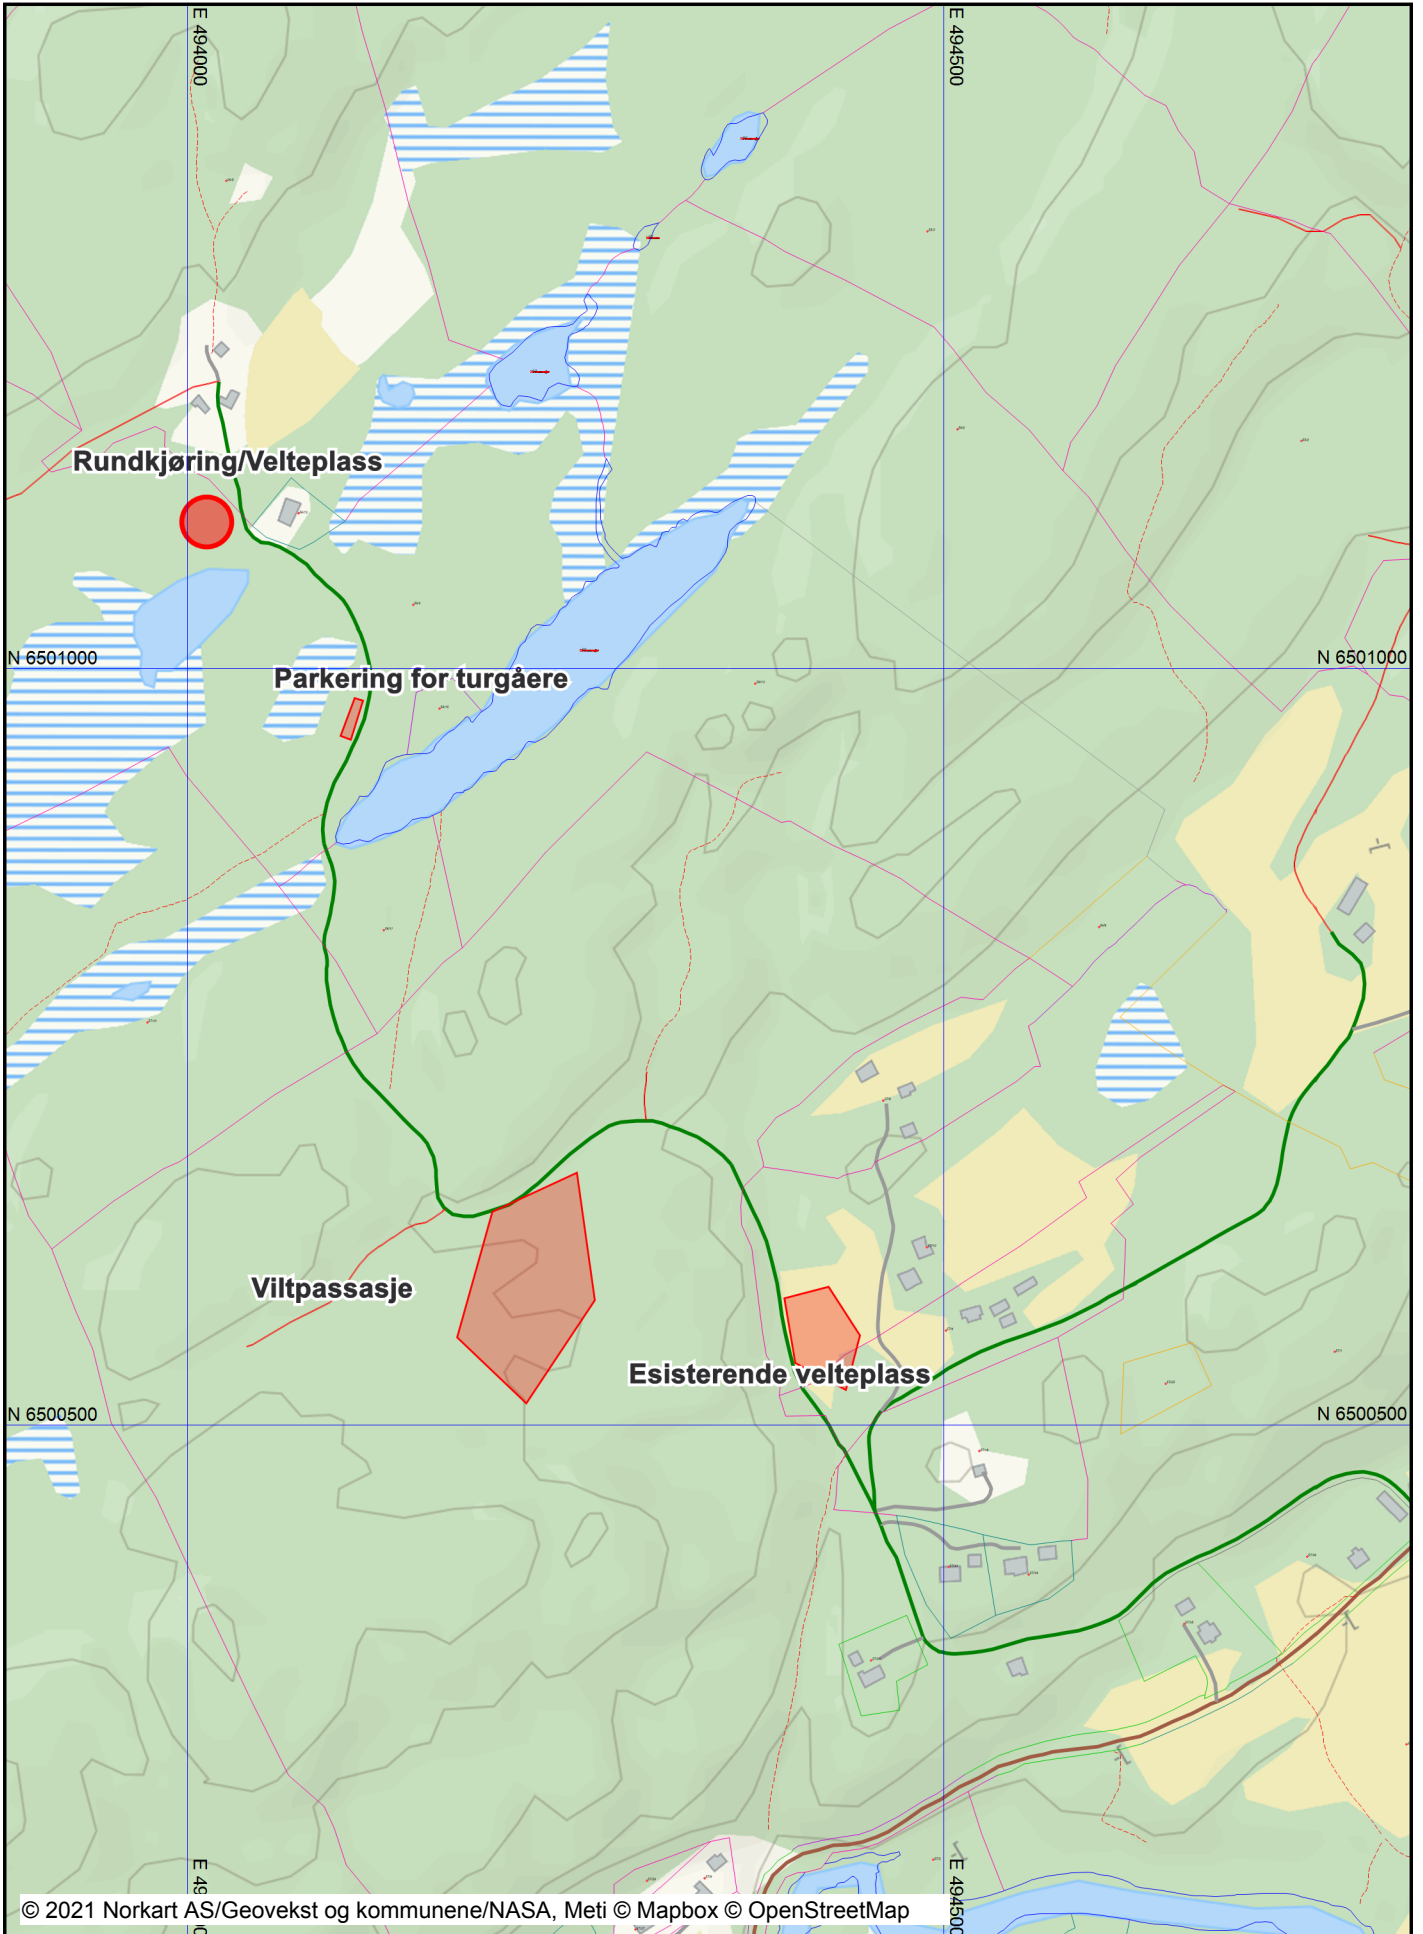 E 494000
E 494500
Rundkjøring/Velteplass
N 6501000
N 6501000
Parkering for turgåere
Viltpassasje
Esisterende velteplass
N 6500500
N 6500500
E 494500
© 2021 Norkart AS/Geovekst og kommunene/NASA, Meti © Mapbox © OpenStreetMap